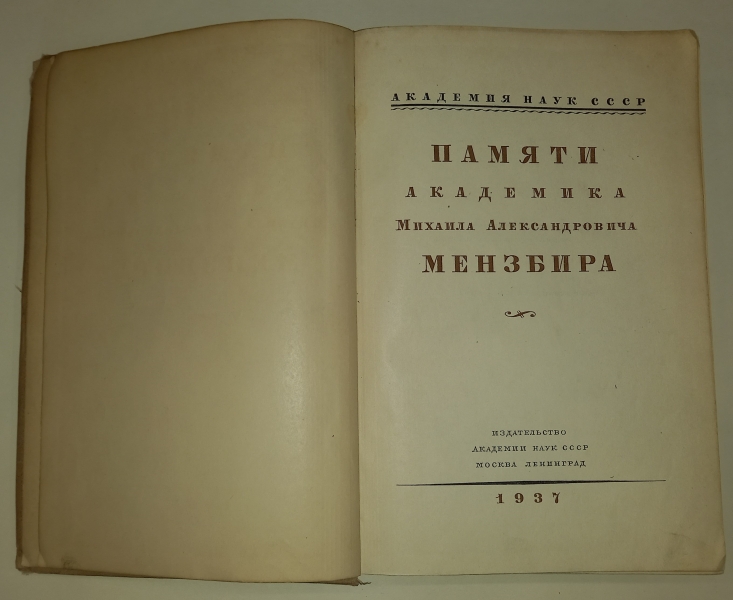 АКАДЕМИЯ НАУК СССР
ПАМЯТИ
АКАДЕМИКА
МИХАИЛА АЛЕКСАНДРОВИЧА
МЕНЗБИРА
ИЗДАТЕЛЬСТВО
АКАДЕМИИ НАУК СССР
МОСКВА ЛЕНИНГРАД
1937